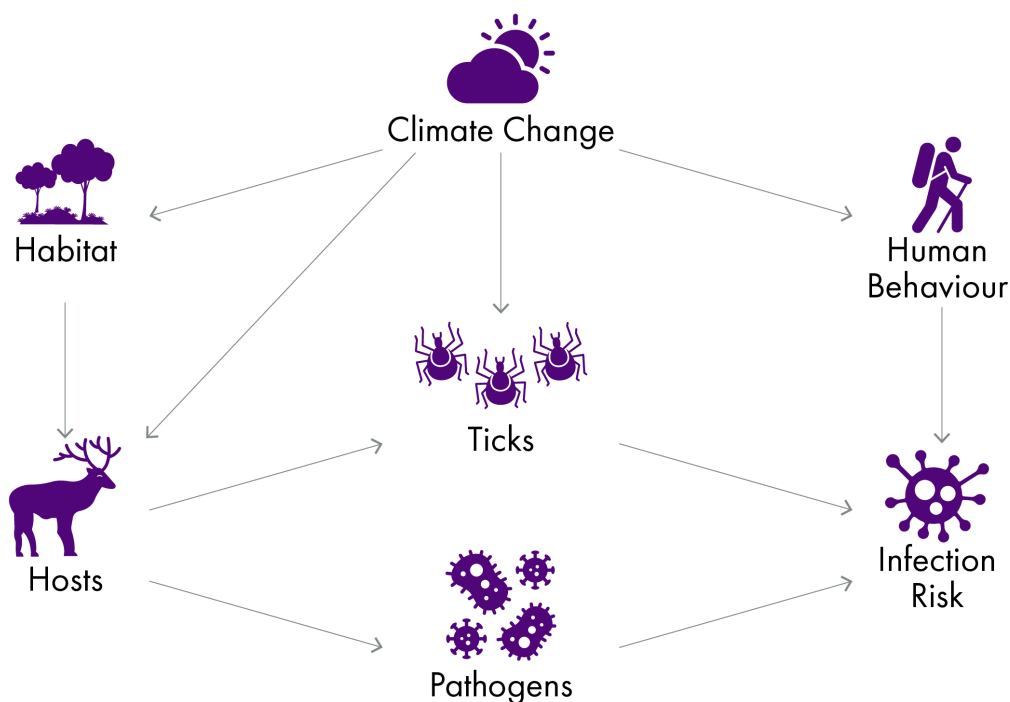 Climate Change
Habitat
Human
Behaviour
Ticks
Hosts
Infection
Risk
Pathogens